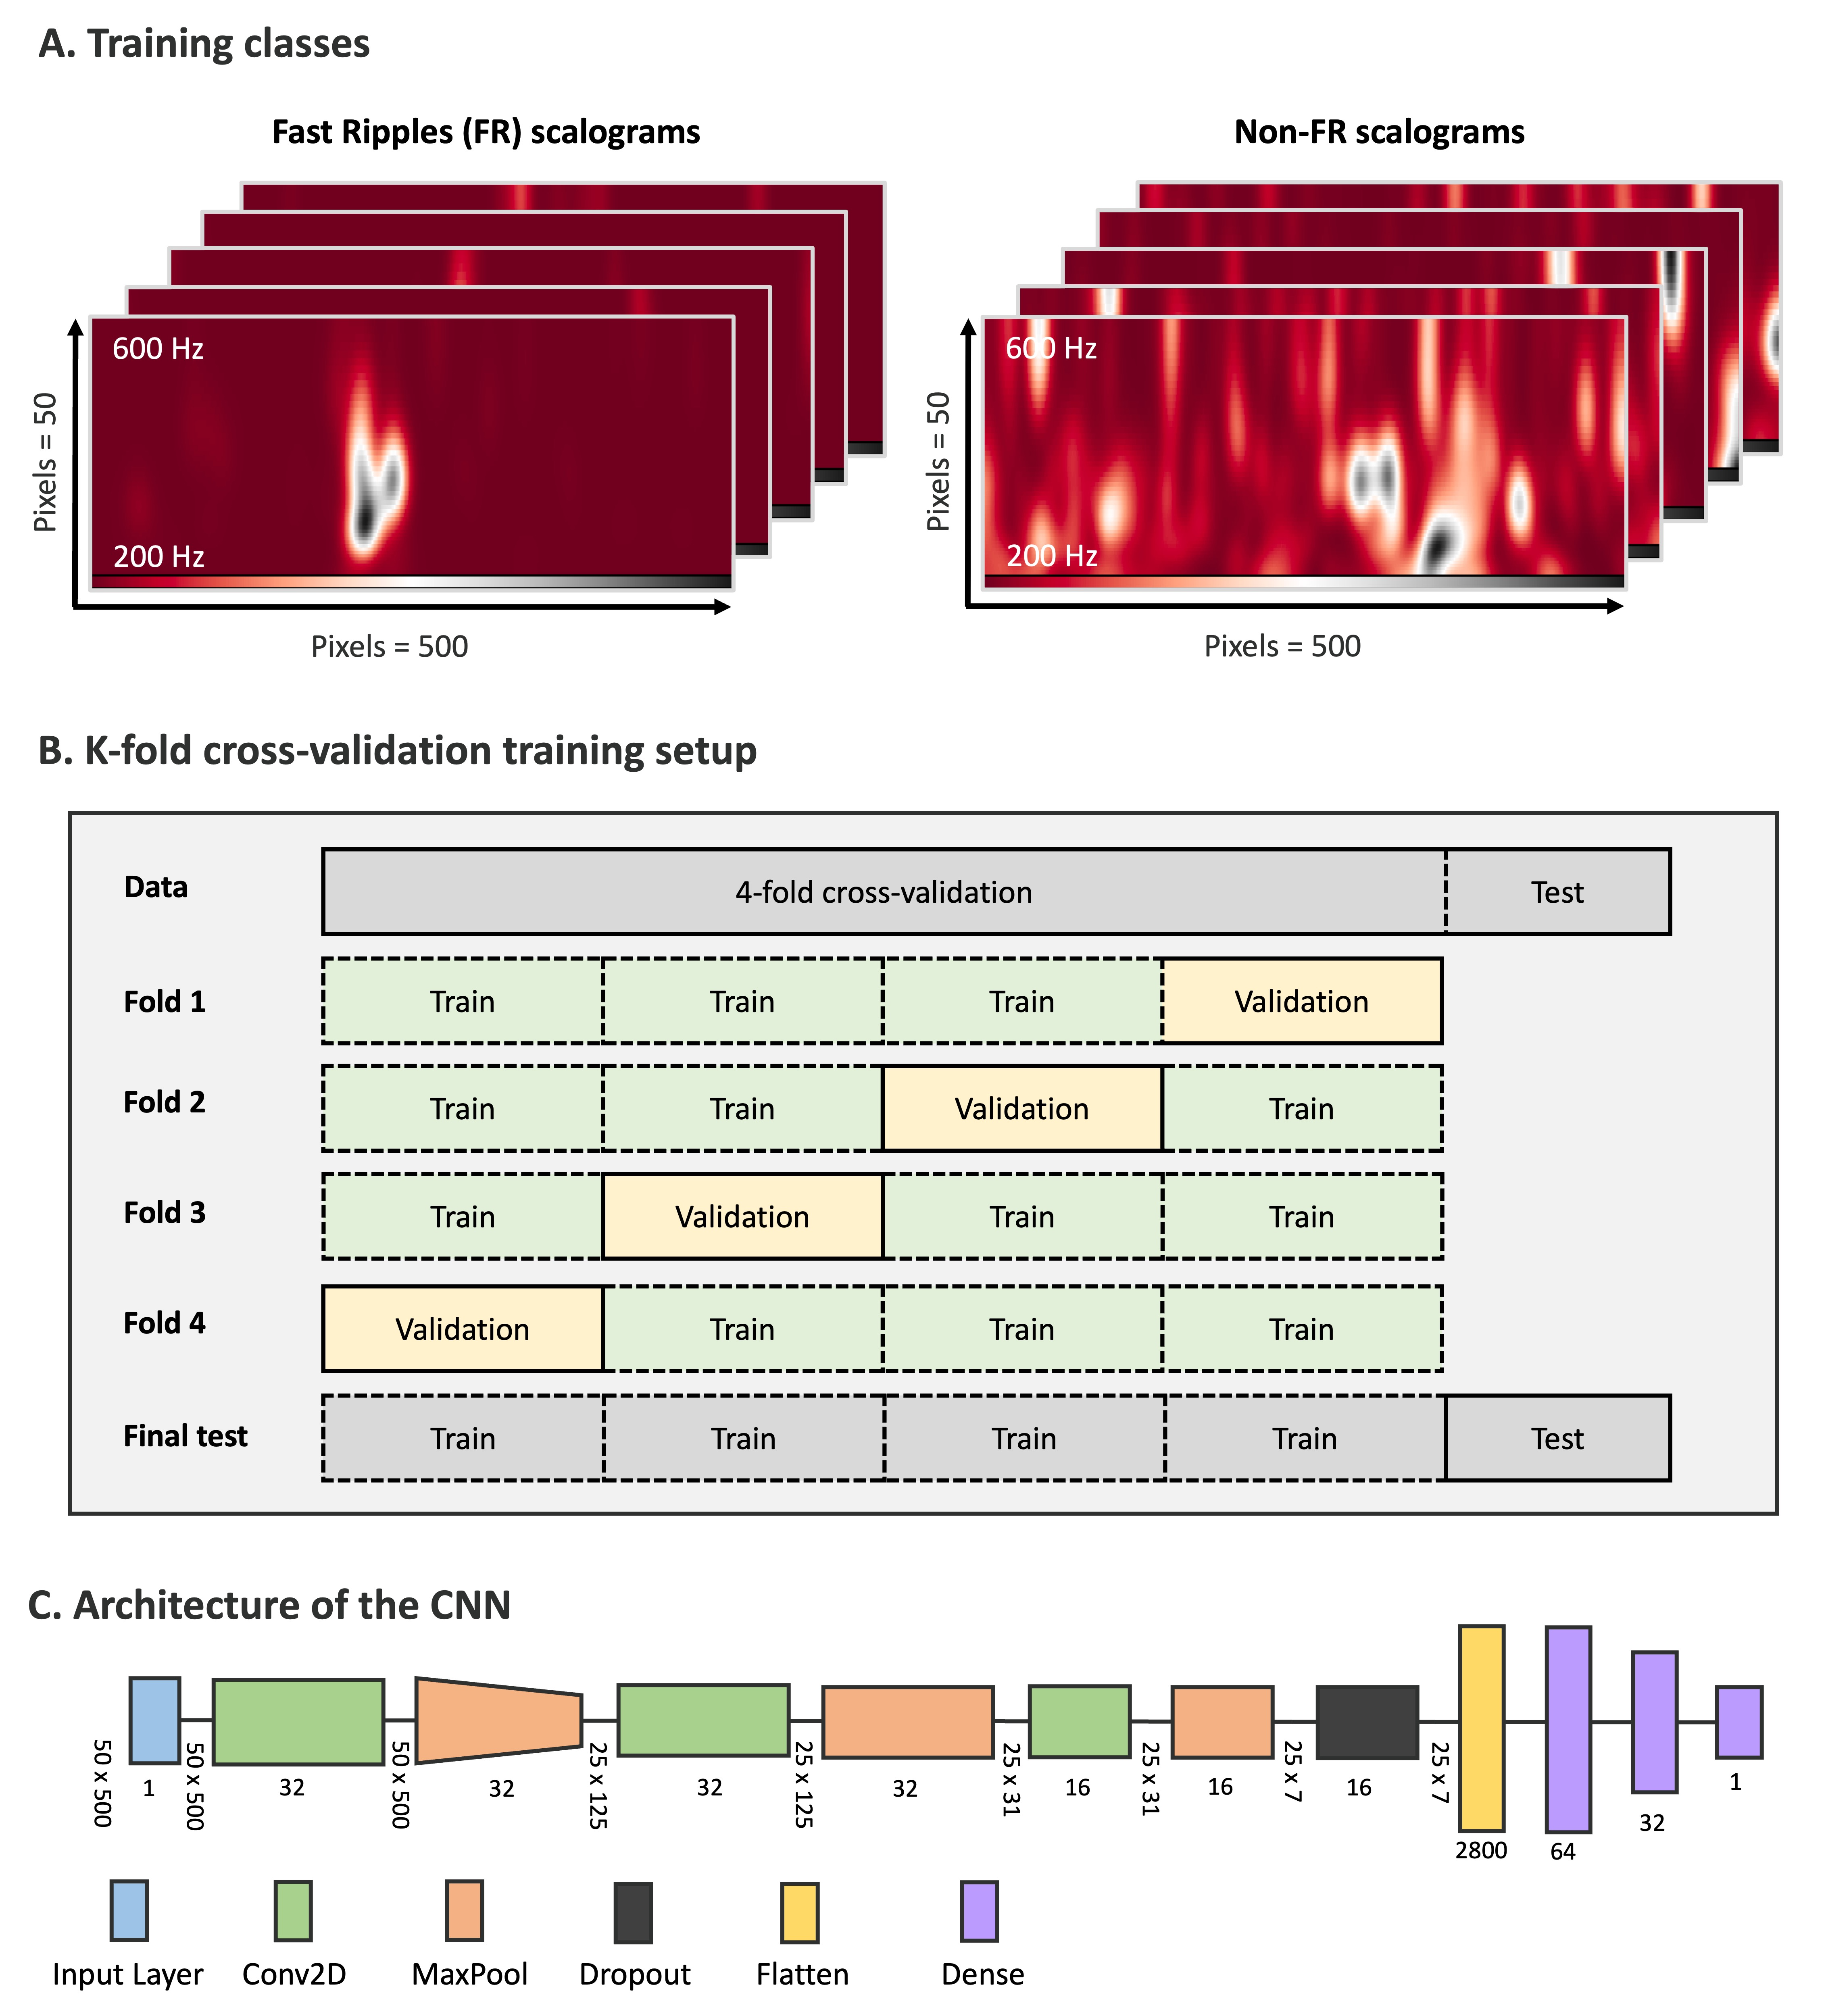 A. Training classes
Fast Ripples (FR) scalograms
Non-FR scalograms
600 Hz
200 Hz
Pixels = 50
Pixels = 500
600 Hz
200 Hz
Pixels = 50
Pixels = 500
B. K-fold cross-validation training setup
Data 4-fold cross-validation Test
Fold 1 Train Train Train Validation
Fold 2 Train Train Validation Train
Fold 3 Train Validation Train Train
Fold 4 Validation Train Train Train
Final test Train Train Train Train Test
C. Architecture of the CNN
50 x 500
1
50 x 500
32
50 x 500
32
25 x 125
32
25 x 125
32
25 x 31
16
25 x 31
16
25 x 7
16
25 x 7
2800
64
32
1
Input Layer Conv2D MaxPool Dropout Flatten Dense